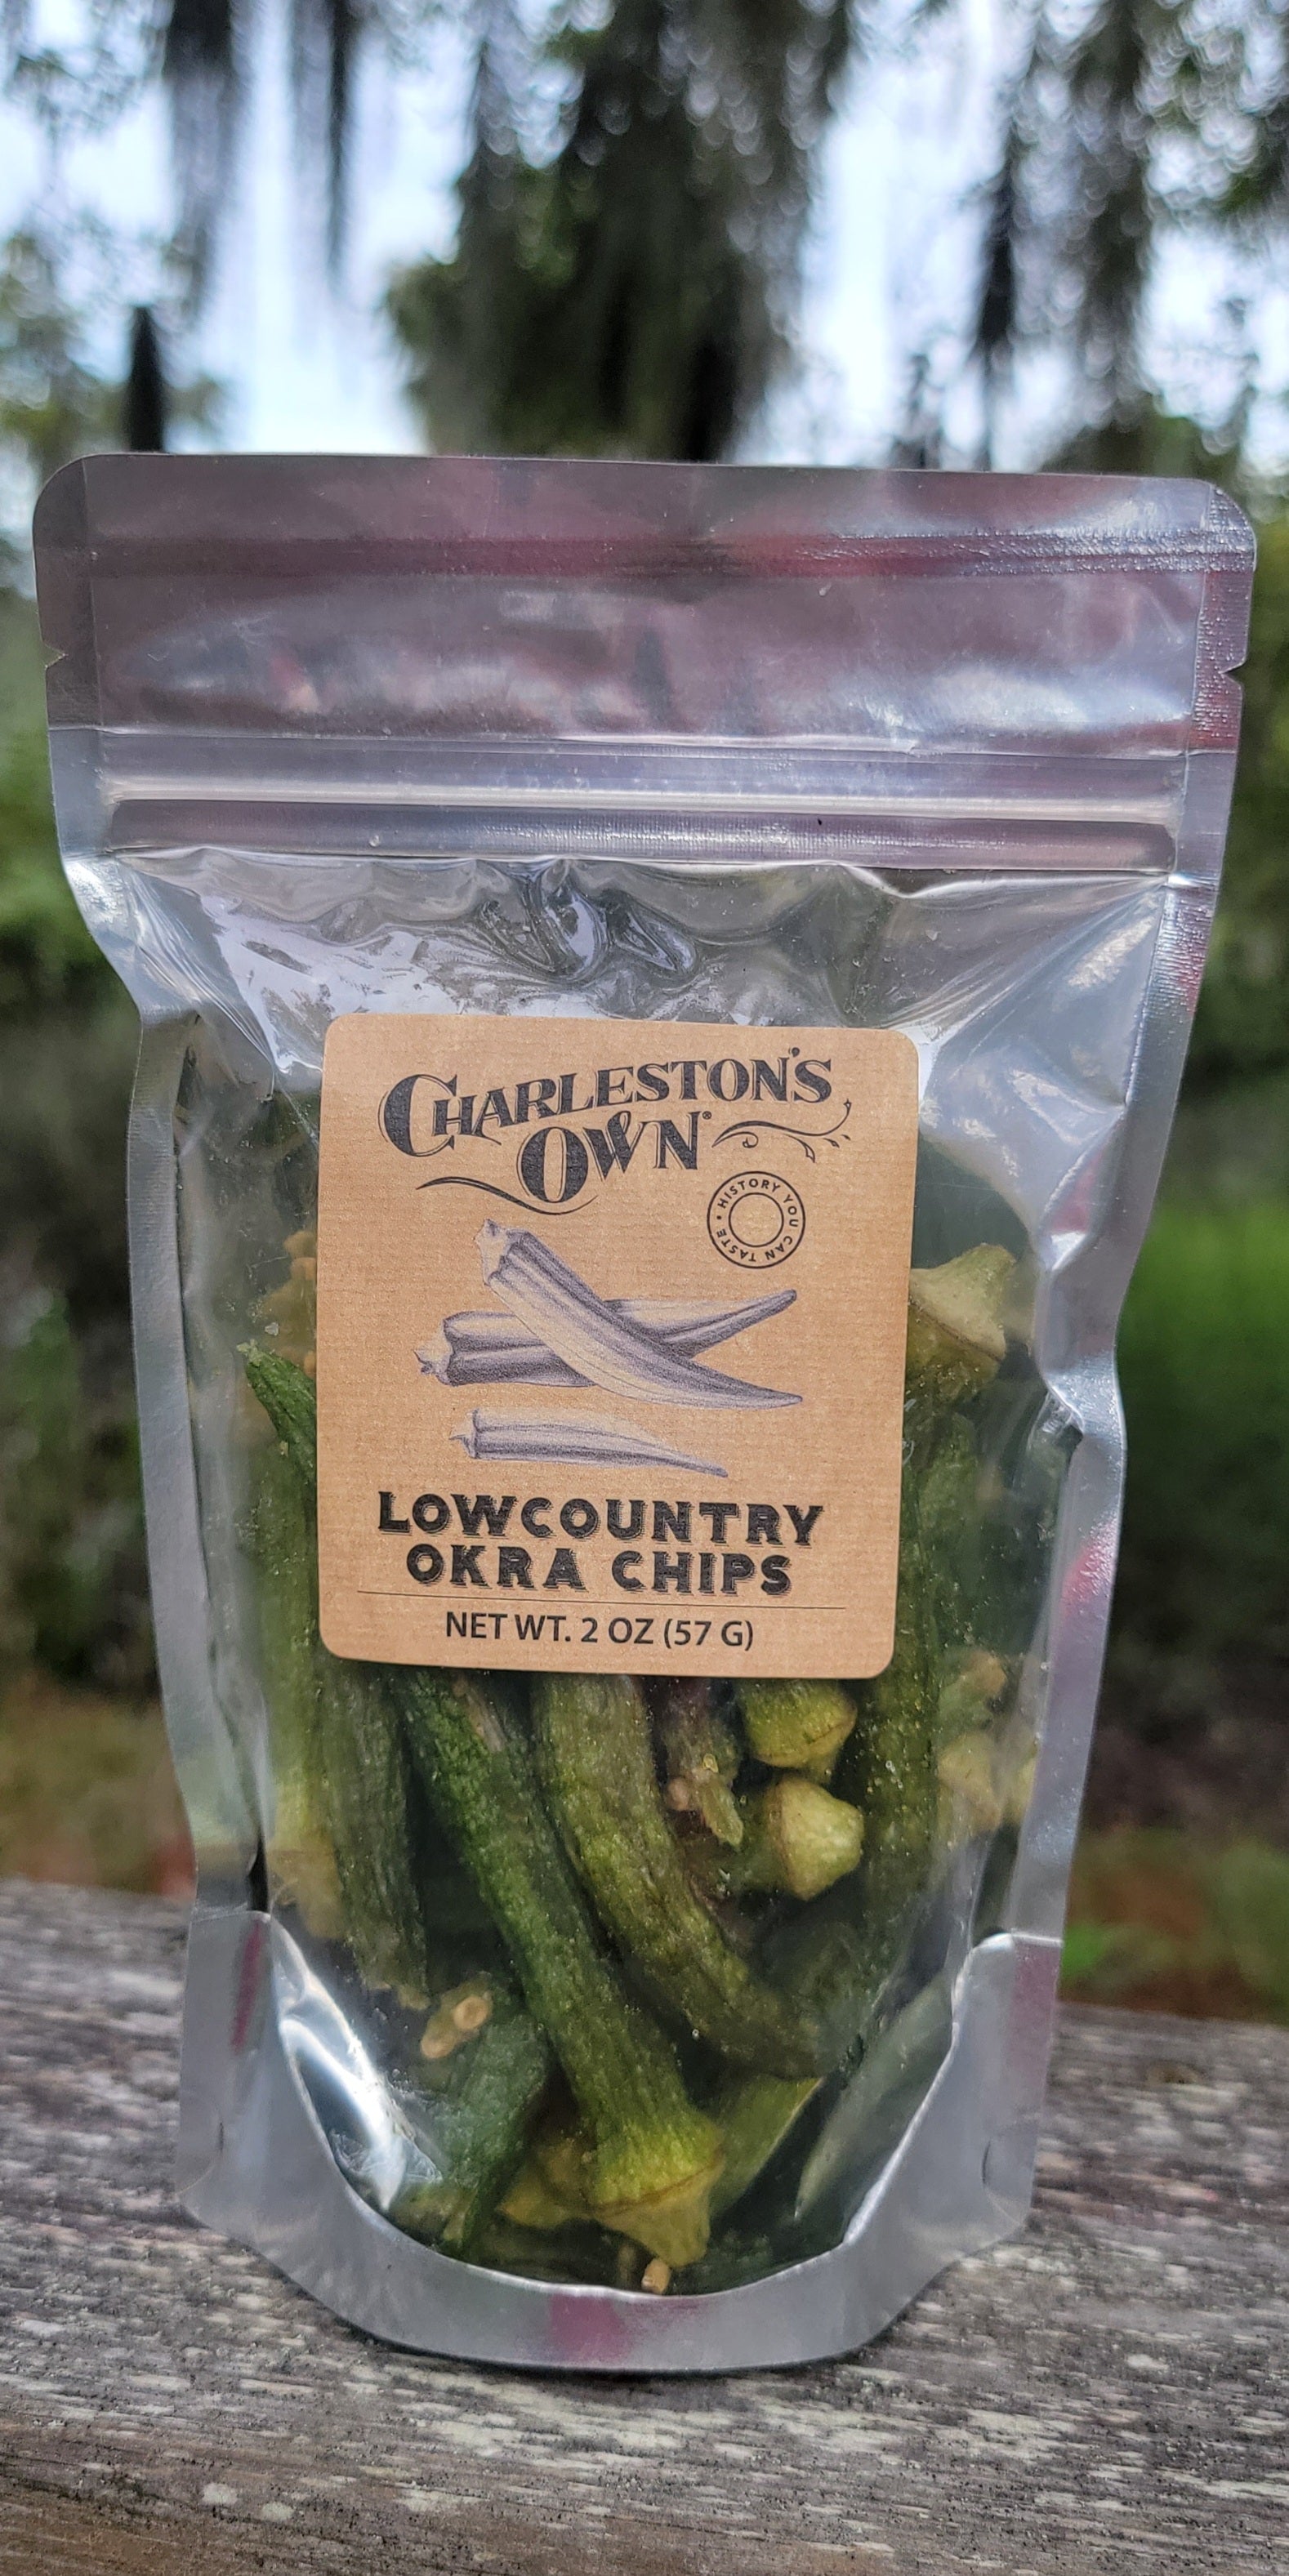 CHARLESTON'S
OWN®
HISTORY YOU CAN TASTE •
LOWCOUNTRY
OKRA CHIPS
NET WT. 2 OZ (57 G)